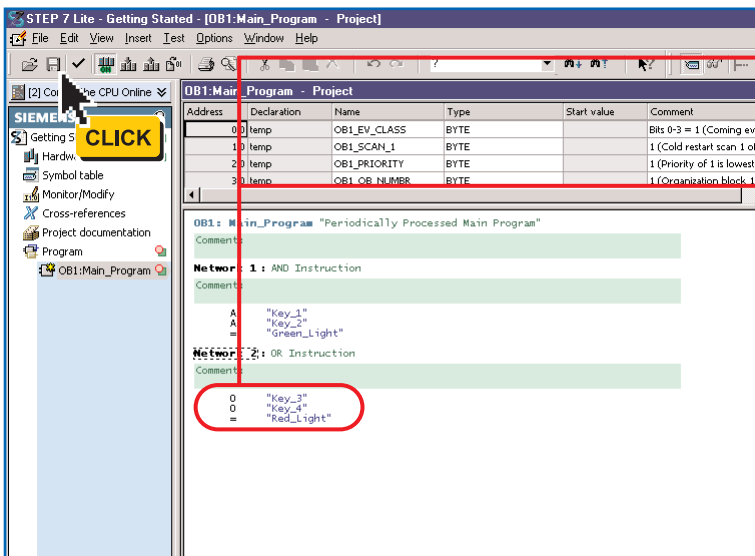 STEP 7 Lite - Getting Started - [OB1:Main_Program - Project]
File Edit View Insert Test Options Window Help
?
[2] Co the CPU Online
SIEME
CLICK
Getting S
Hardw
Symbol table
Monitor/Modify
Cross-references
Project documentation
Program
OB1:Main_Program
OB1:Main_Program - Project
Address Declaration Name Type Start value Comment
0.0 temp OB1_EV_CLASS BYTE Bits 0-3 = 1 (Coming ev
1.0 temp OB1_SCAN_1 BYTE 1 (Cold restart scan 1 of
2.0 temp OB1_PRIORITY BYTE 1 (Priority of 1 is lowest
3.0 temp OB1_OB_NUMBR BYTE 1 (Organization block 1
OB1: Main_Program "Periodically Processed Main Program"
Comment:
Network 1 : AND Instruction
Comment:
A "Key_1"
A "Key_2"
= "Green_Light"
Network 2 : OR Instruction
Comment:
O "Key_3"
O "Key_4"
= "Red_Light"